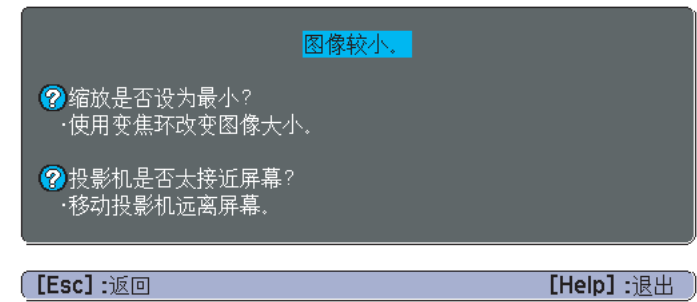 图像较小。
?缩放是否设为最小?
·使用变焦环改变图像大小。
?投影机是否太接近屏幕?
·移动投影机远离屏幕。
[Esc] :返回 [Help] :退出